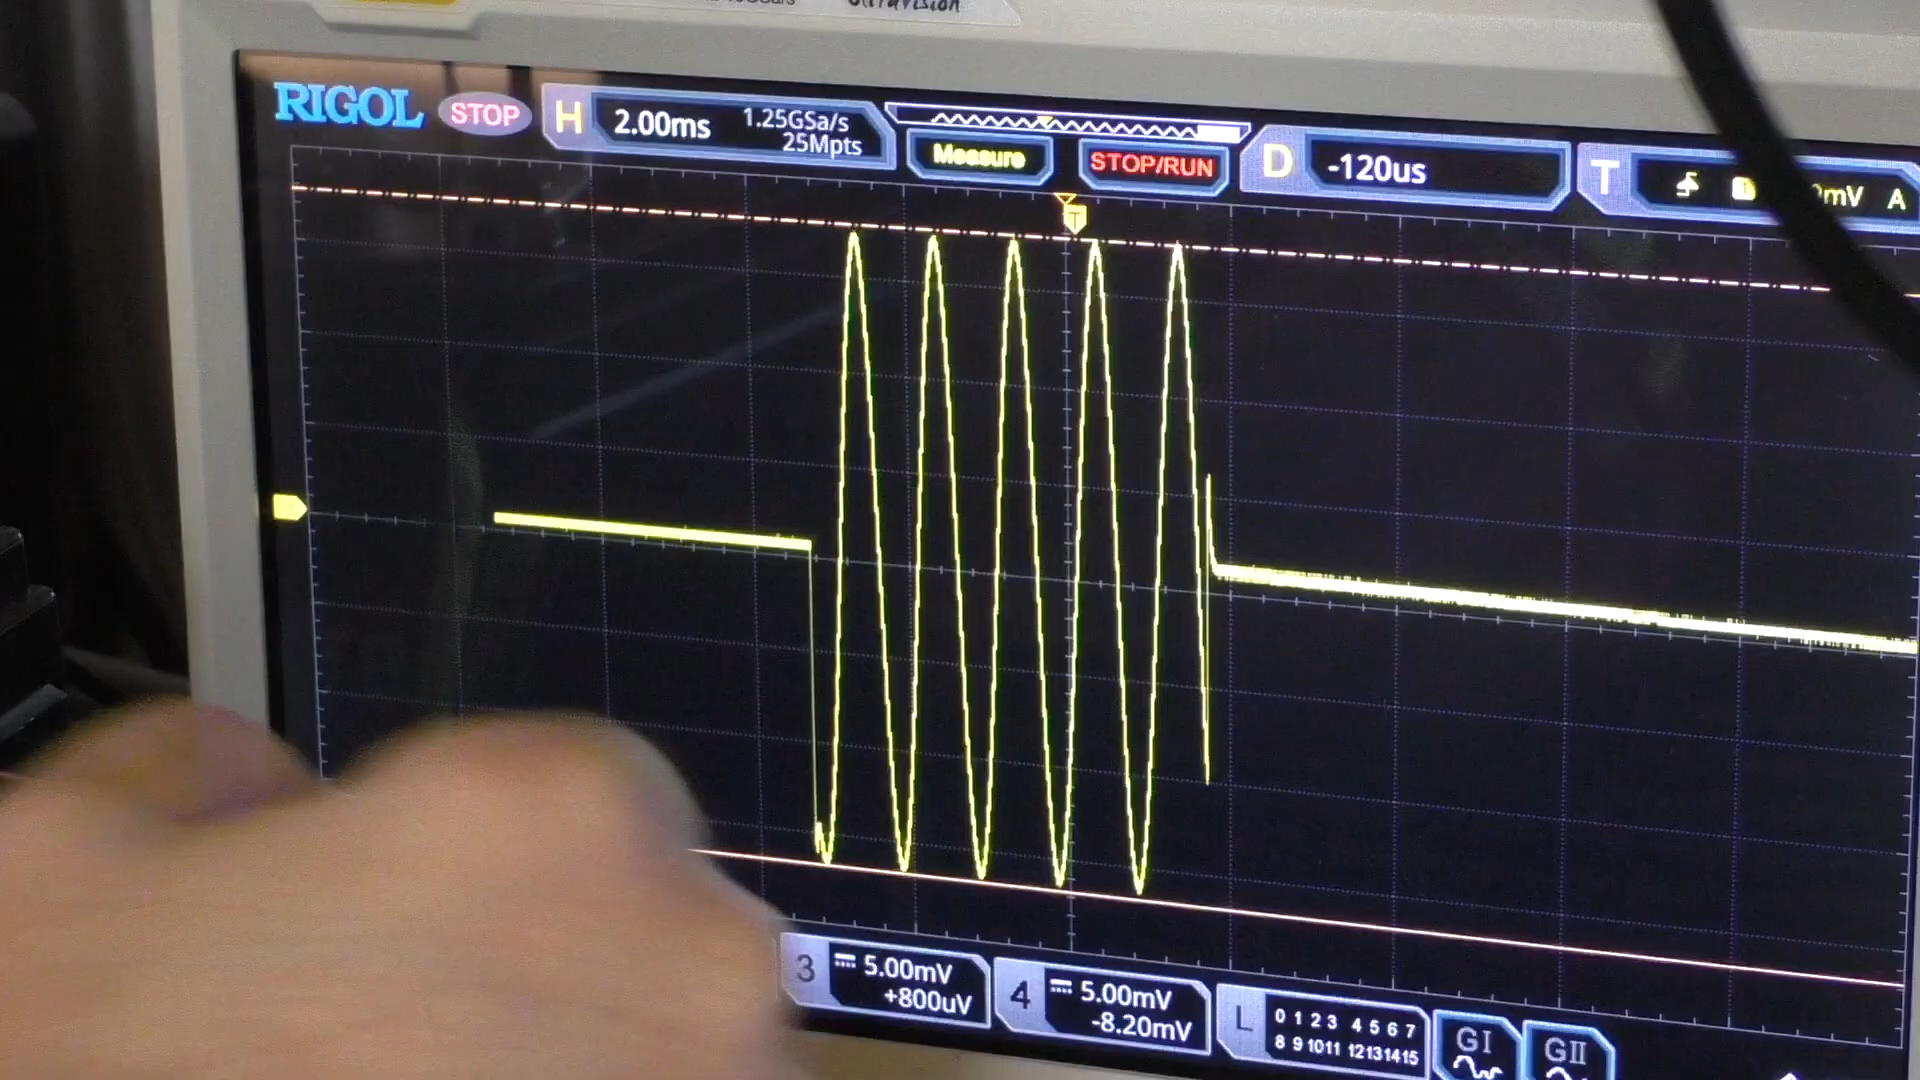 UltraVision
RIGOL STOP H 2.00ms 1.25GSa/s
25Mpts
Measure STOP/RUN D -120us T mV A
3 5.00mV
+800uV
4 5.00mV
-8.20mV
L 0 1 2 3 4 5 6 7
8 9 10 11 12 13 14 15
GI GII